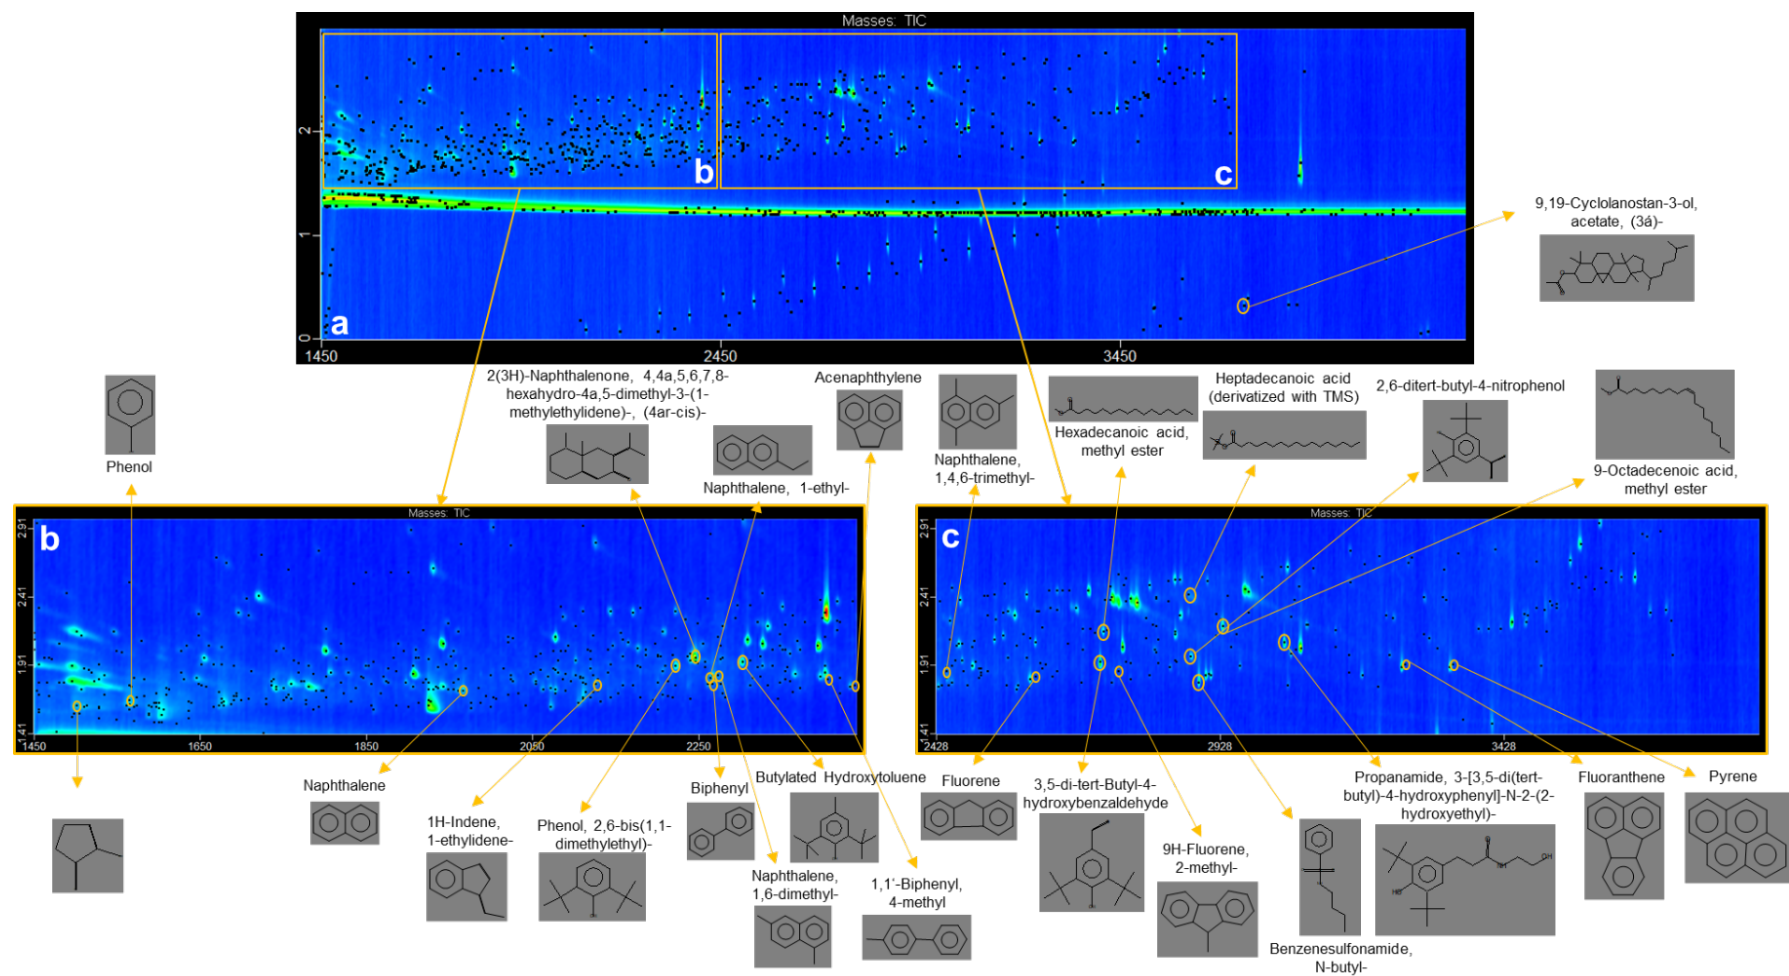 Masses: TIC
2
1
0
b
c
a
1450
2450
3450
9,19-Cyclolanostan-3-ol,
acetate, (3á)-
Phenol
2(3H)-Naphthalenone, 4,4a,5,6,7,8-
hexahydro-4a,5-dimethyl-3-(1-
methylethylidene)-, (4ar-cis)-
Naphthalene, 1-ethyl-
Acenaphthylene
Naphthalene,
1,4,6-trimethyl-
Hexadecanoic acid,
methyl ester
Heptadecanoic acid
(derivatized with TMS)
2,6-ditert-butyl-4-nitrophenol
9-Octadecenoic acid,
methyl ester
Masses: TIC
b
2.91
2.41
1.91
1.41
1450
1650
1850
2050
2250
Masses: TIC
c
2.91
2.41
1.91
1.41
2428
2928
3428
Naphthalene
1H-Indene,
1-ethylidene-
Phenol, 2,6-bis(1,1-
dimethylethyl)-
Biphenyl
Naphthalene,
1,6-dimethyl-
Butylated Hydroxytoluene
1,1'-Biphenyl,
4-methyl
Fluorene
3,5-di-tert-Butyl-4-
hydroxybenzaldehyde
9H-Fluorene,
2-methyl-
Benzenesulfonamide,
N-butyl-
Propanamide, 3-[3,5-di(tert-
butyl)-4-hydroxyphenyl]-N-2-(2-
hydroxyethyl)-
HO
NH
OH
Fluoranthene
Pyrene